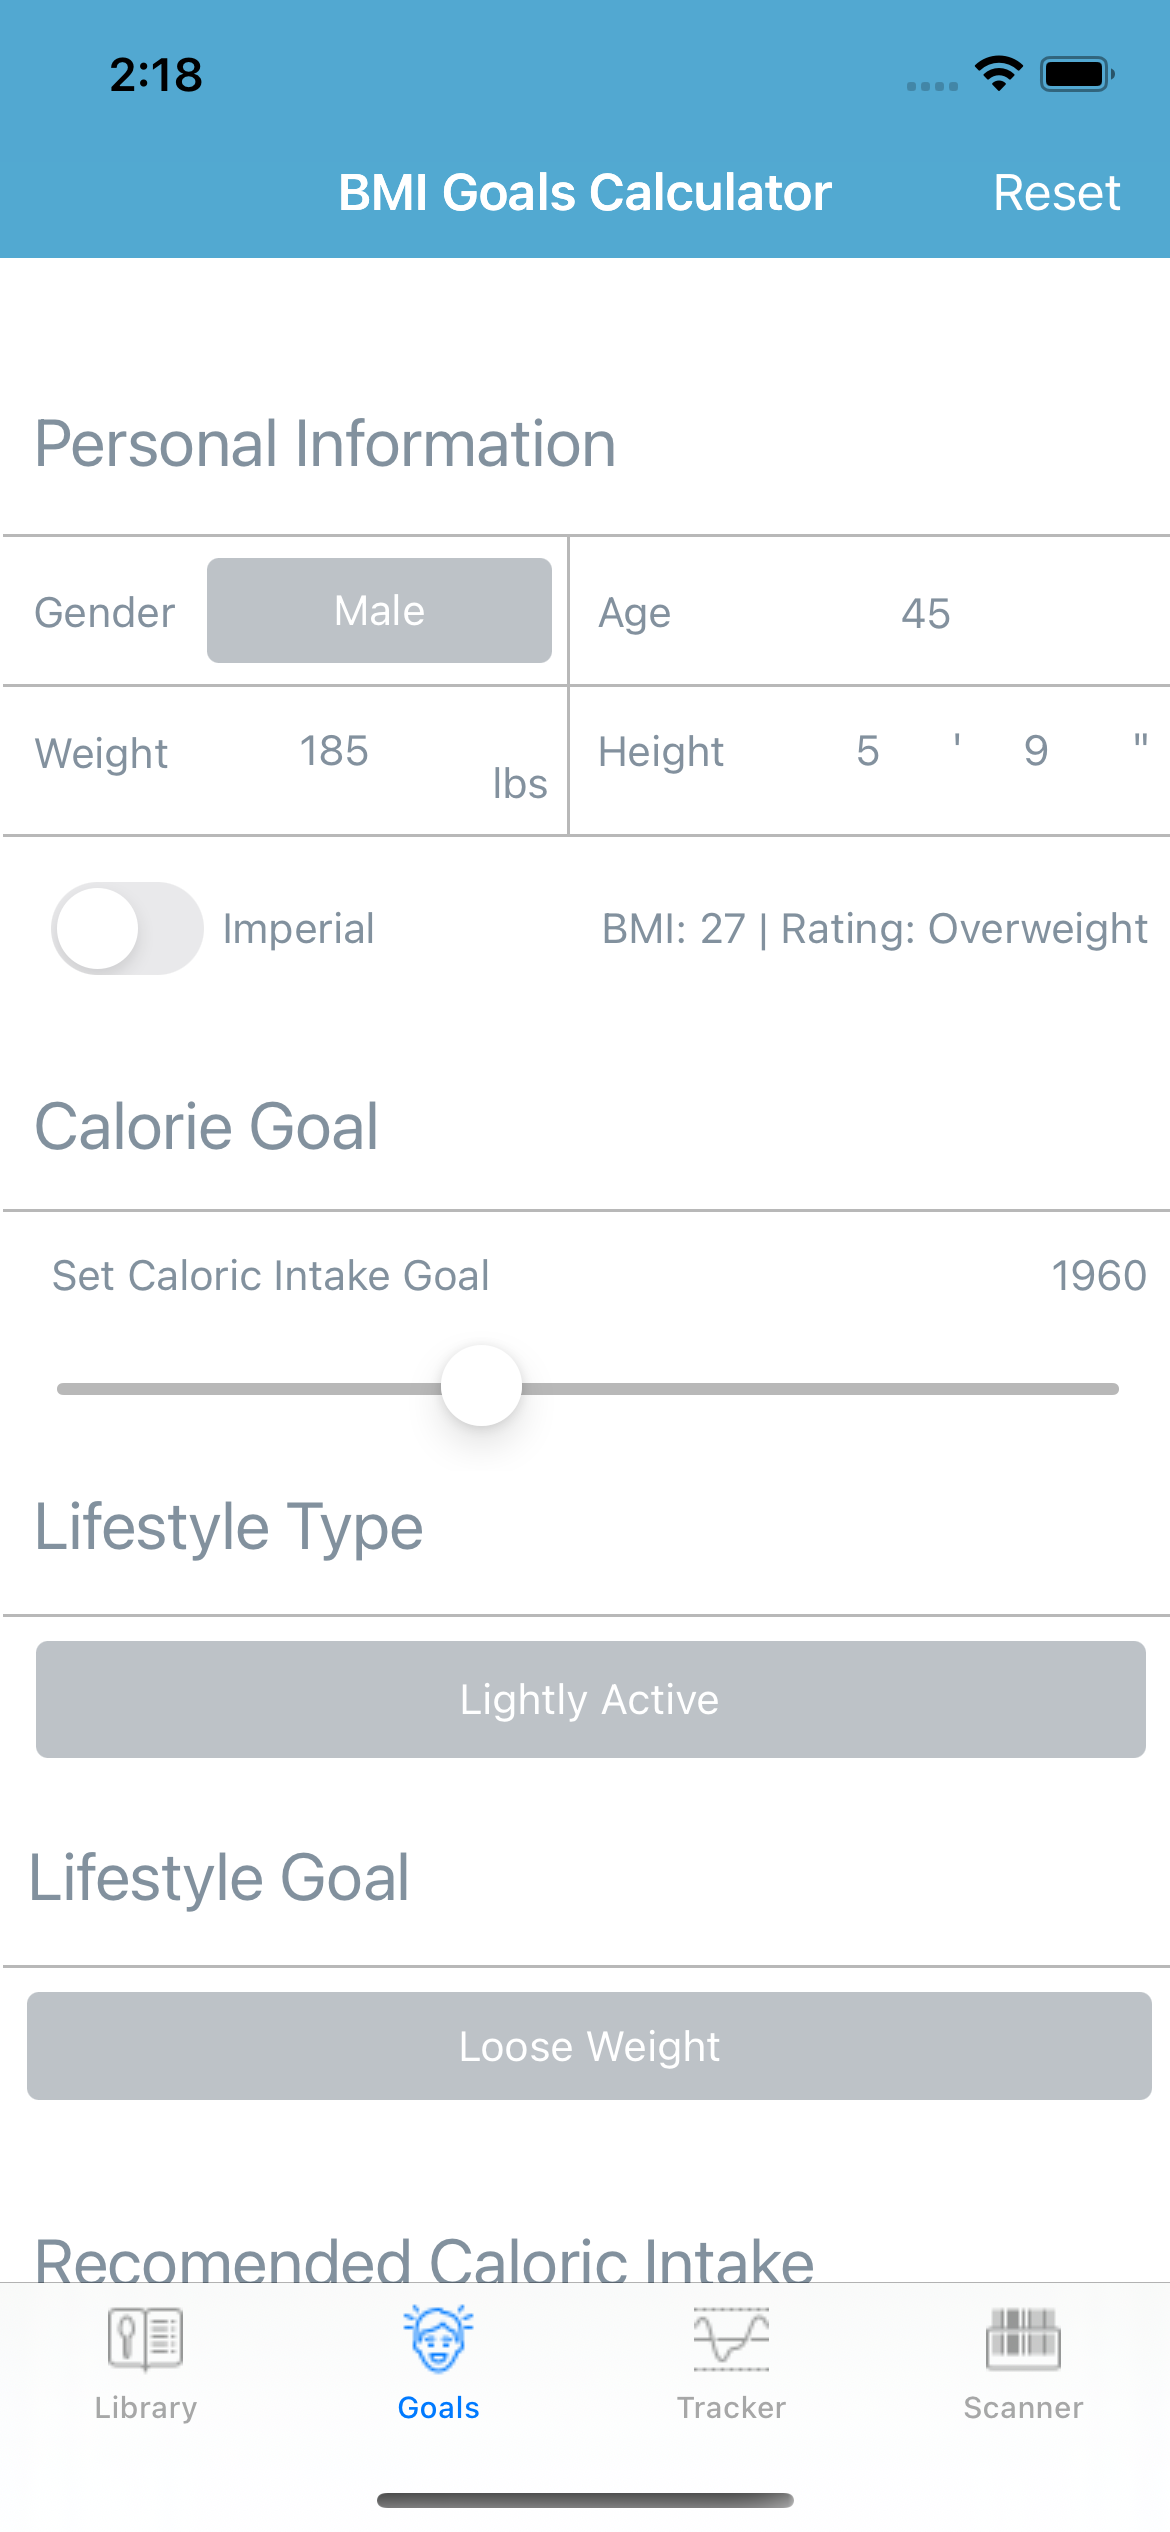 2:18
BMI Goals Calculator Reset
Personal Information
Gender Male Age 45
Weight 185 lbs Height 5 ' 9 "
Imperial BMI: 27 | Rating: Overweight
Calorie Goal
Set Caloric Intake Goal 1960
Lifestyle Type
Lightly Active
Lifestyle Goal
Loose Weight
Recomended Caloric Intake
Library Goals Tracker Scanner